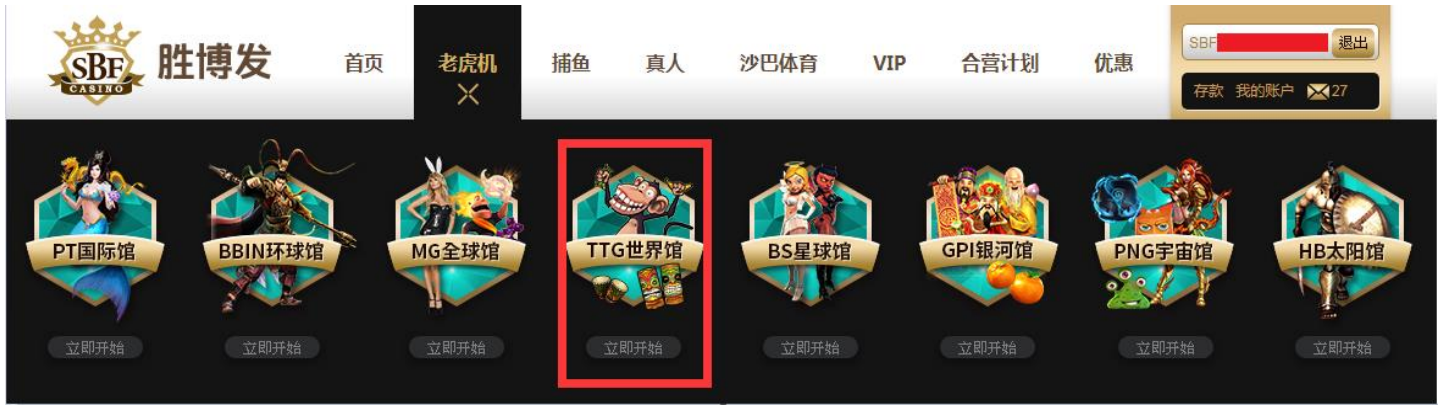 SBF
CASINO
胜博发
首页 老虎机 捕鱼 真人 沙巴体育 VIP 合营计划 优惠
SBF 退出
存款 我的账户 27
PT国际馆 BBIN环球馆 MG全球馆 TTG世界馆 BS星球馆 GPI银河馆 PNG宇宙馆 HB太阳馆
立即开始 立即开始 立即开始 立即开始 立即开始 立即开始 立即开始 立即开始